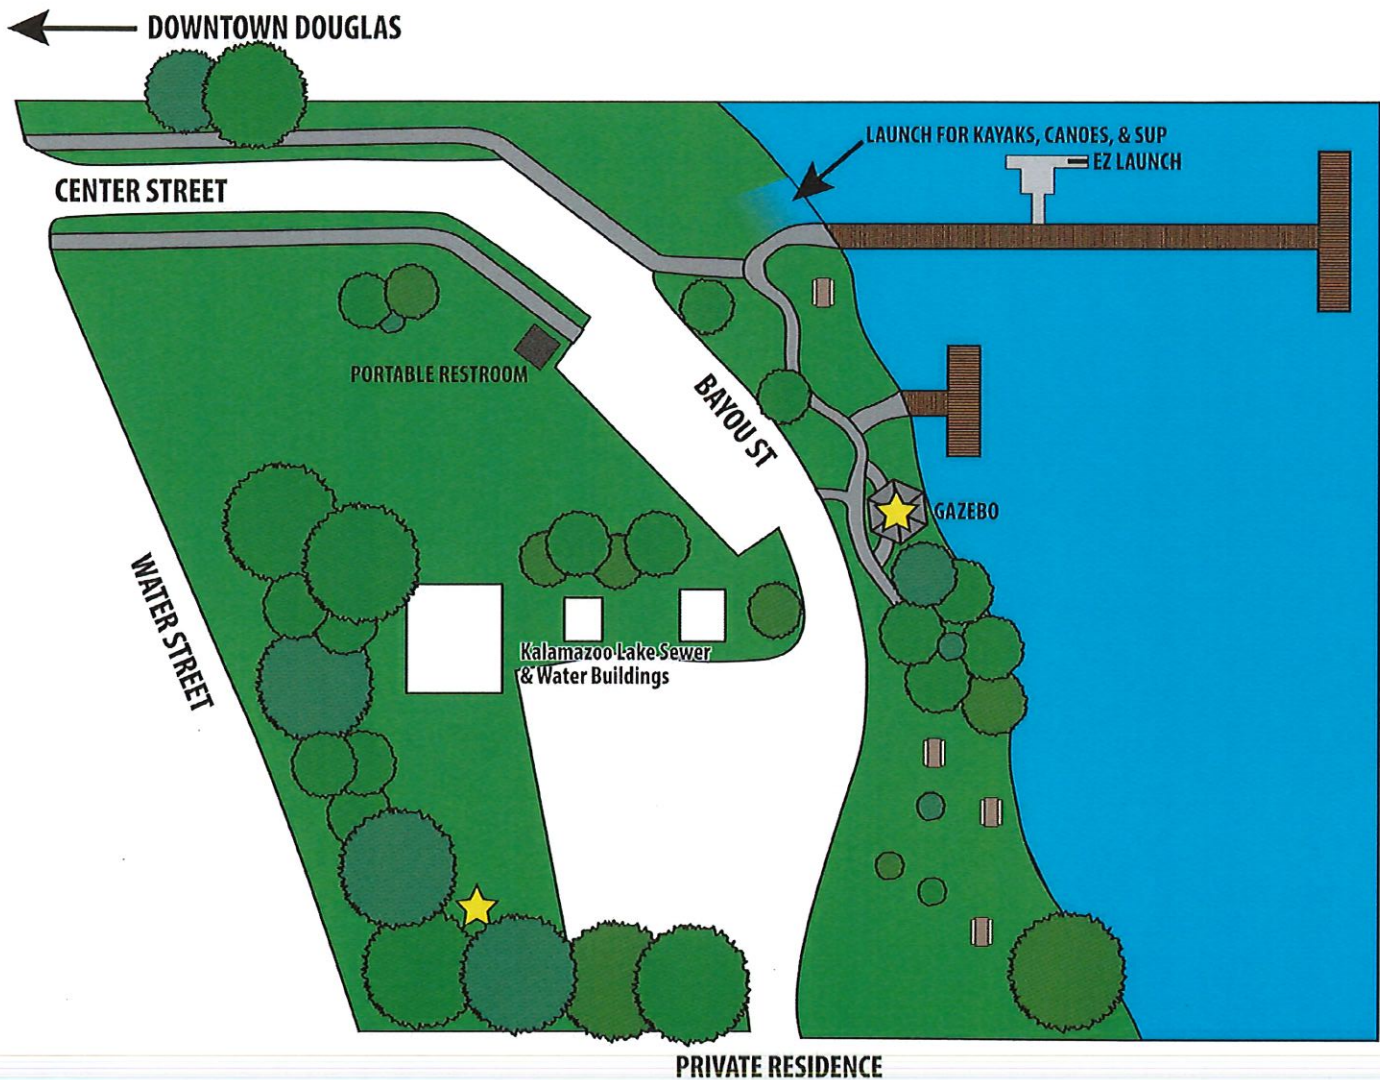 DOWNTOWN DOUGLAS
LAUNCH FOR KAYAKS, CANOES, & SUP
EZ LAUNCH
CENTER STREET
PORTABLE RESTROOM
BAYOU ST
GAZEBO
WATER STREET
Kalamazoo Lake Sewer
& Water Buildings
PRIVATE RESIDENCE